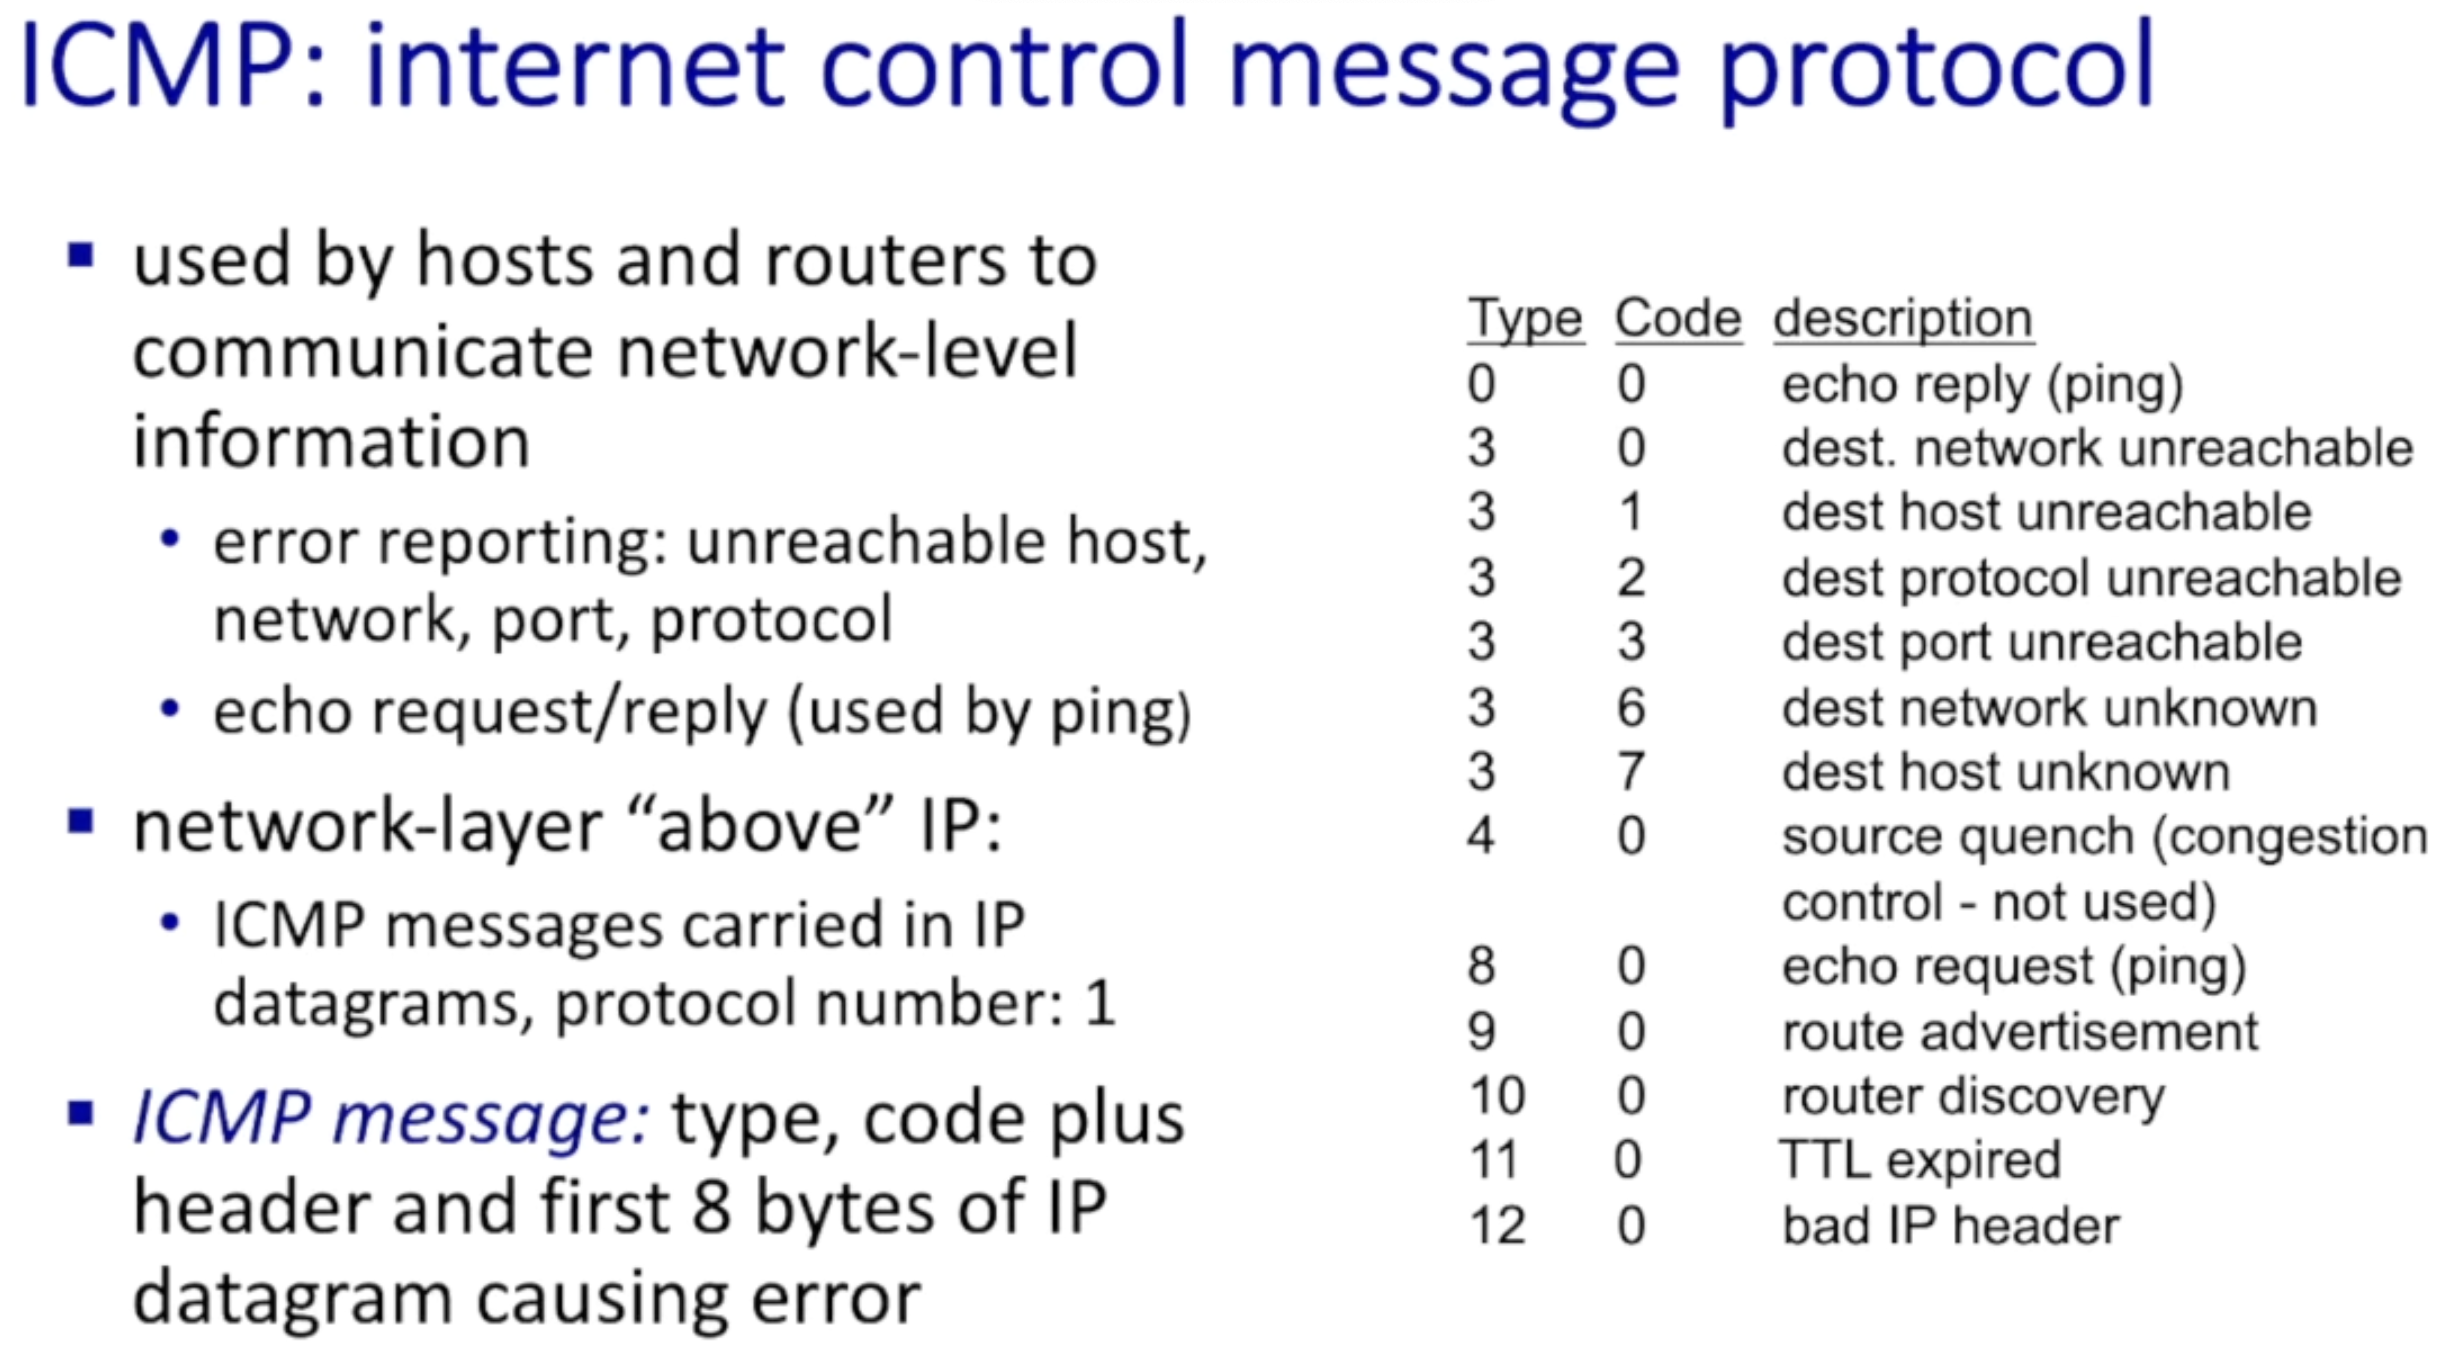 ICMP: internet control message protocol
▪ used by hosts and routers to
communicate network-level
information
• error reporting: unreachable host,
network, port, protocol
• echo request/reply (used by ping)
▪ network-layer “above” IP:
• ICMP messages carried in IP
datagrams, protocol number: 1
▪ ICMP message: type, code plus
header and first 8 bytes of IP
datagram causing error
Type Code description
0 0 echo reply (ping)
3 0 dest. network unreachable
3 1 dest host unreachable
3 2 dest protocol unreachable
3 3 dest port unreachable
3 6 dest network unknown
3 7 dest host unknown
4 0 source quench (congestion
control - not used)
8 0 echo request (ping)
9 0 route advertisement
10 0 router discovery
11 0 TTL expired
12 0 bad IP header